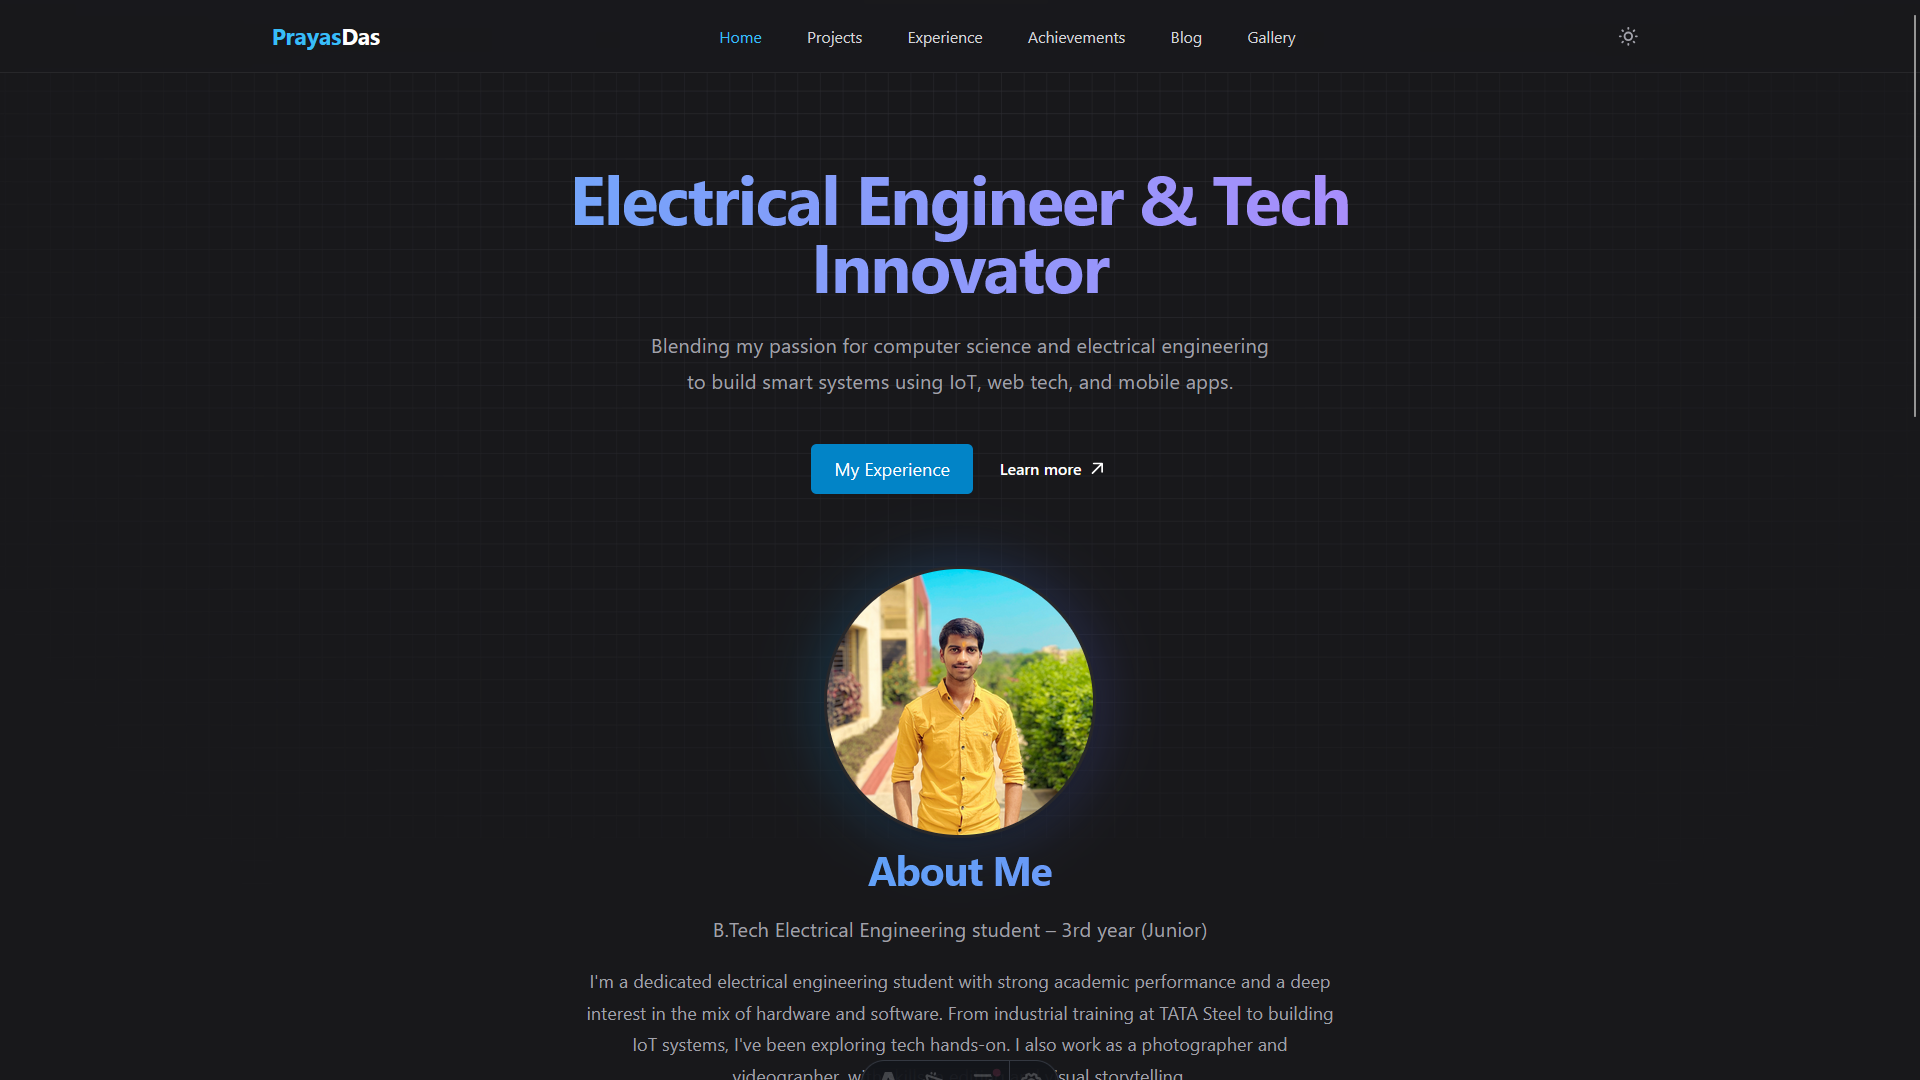 PrayasDas
Home
Projects
Experience
Achievements
Blog
Gallery
Electrical Engineer & Tech
Innovator
Blending my passion for computer science and electrical engineering
to build smart systems using IoT, web tech, and mobile apps.
My Experience
Learn more
About Me
B.Tech Electrical Engineering student – 3rd year (Junior)
I'm a dedicated electrical engineering student with strong academic performance and a deep
interest in the mix of hardware and software. From industrial training at TATA Steel to building
IoT systems, I've been exploring tech hands-on. I also work as a photographer and
videographer, storytelling.